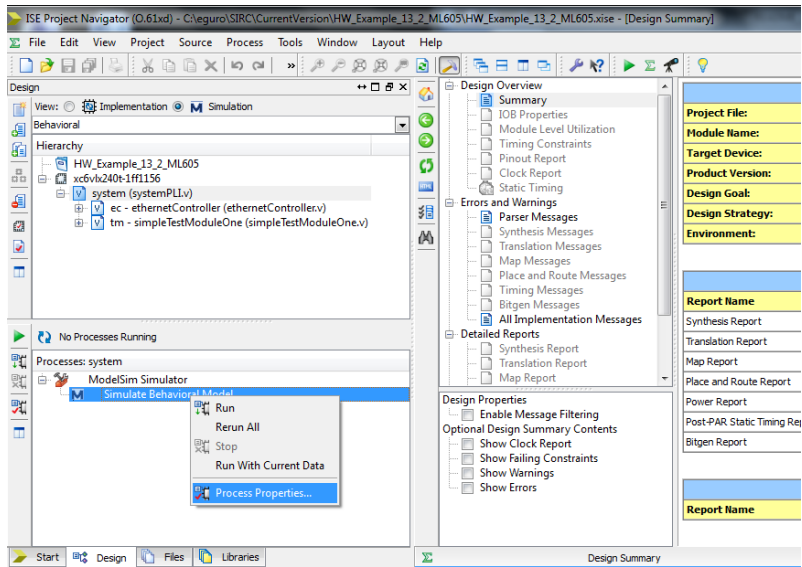 ISE Project Navigator (O.61xd) - C:\eguro\SIRC\CurrentVersion\HW_Example_13_2_ML605\HW_Example_13_2_ML605.xise - [Design Summary]
File Edit View Project Source Process Tools Window Layout Help
Design
View: Implementation Simulation
Behavioral
Hierarchy
HW_Example_13_2_ML605
xc6vlx240t-1ff1156
system (systemPLI.v)
ec - ethernetController (ethernetController.v)
tm - simpleTestModuleOne (simpleTestModuleOne.v)
No Processes Running
Processes: system
ModelSim Simulator
Simulate Behavioral Model
Run
Rerun All
Stop
Run With Current Data
Process Properties...
Start Design Files Libraries
Design Overview
Summary
IOB Properties
Module Level Utilization
Timing Constraints
Pinout Report
Clock Report
Static Timing
Errors and Warnings
Parser Messages
Synthesis Messages
Translation Messages
Map Messages
Place and Route Messages
Timing Messages
Bitgen Messages
All Implementation Messages
Detailed Reports
Synthesis Report
Translation Report
Map Report
Design Properties
Enable Message Filtering
Optional Design Summary Contents
Show Clock Report
Show Failing Constraints
Show Warnings
Show Errors
Project File:
Module Name:
Target Device:
Product Version:
Design Goal:
Design Strategy:
Environment:
Report Name
Synthesis Report
Translation Report
Map Report
Place and Route Report
Power Report
Post-PAR Static Timing Rep
Bitgen Report
Report Name
Design Summary